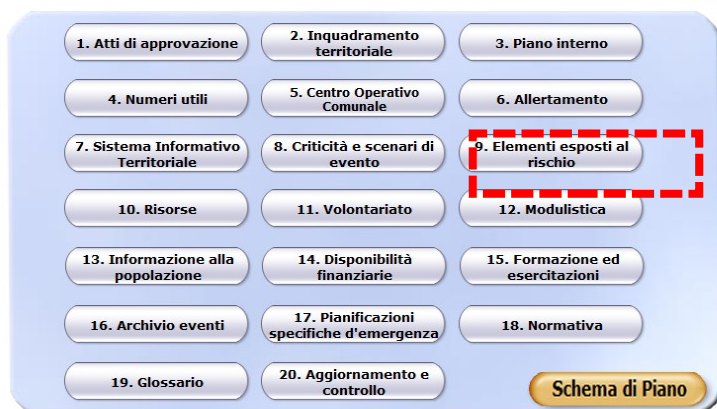 1. Atti di approvazione
2. Inquadramento
territoriale
3. Piano interno
4. Numeri utili
5. Centro Operativo
Comunale
6. Allertamento
7. Sistema Informativo
Territoriale
8. Criticità e scenari di
evento
9. Elementi esposti al
rischio
10. Risorse
11. Volontariato
12. Modulistica
13. Informazione alla
popolazione
14. Disponibilità
finanziarie
15. Formazione ed
esercitazioni
16. Archivio eventi
17. Pianificazioni
specifiche d'emergenza
18. Normativa
19. Glossario
20. Aggiornamento e
controllo
Schema di Piano